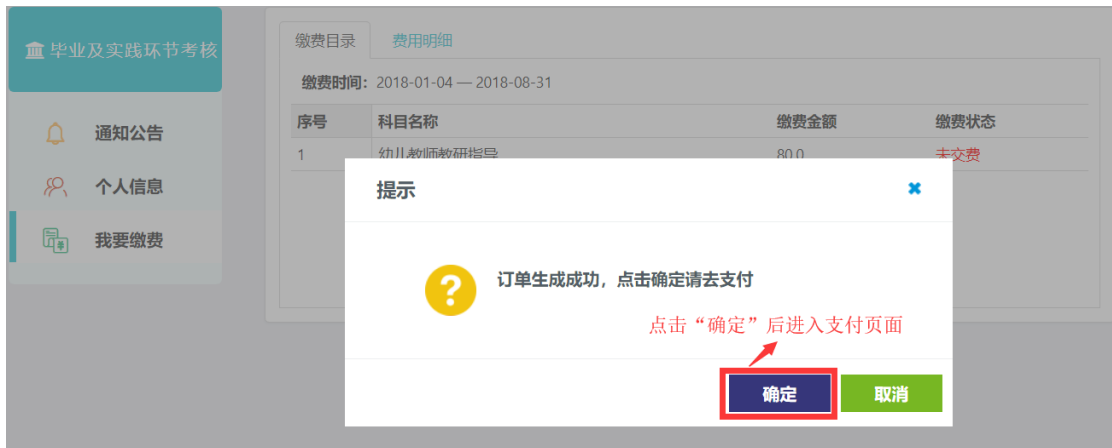 毕业及实践环节考核
通知公告
个人信息
我要缴费
缴费目录 费用明细
缴费时间：2018-01-04 — 2018-08-31
序号 科目名称 缴费金额 缴费状态
1 幼儿教师教研指导 80.0 未交费
提示
订单生成成功，点击确定请去支付
点击“确定”后进入支付页面
确定 取消